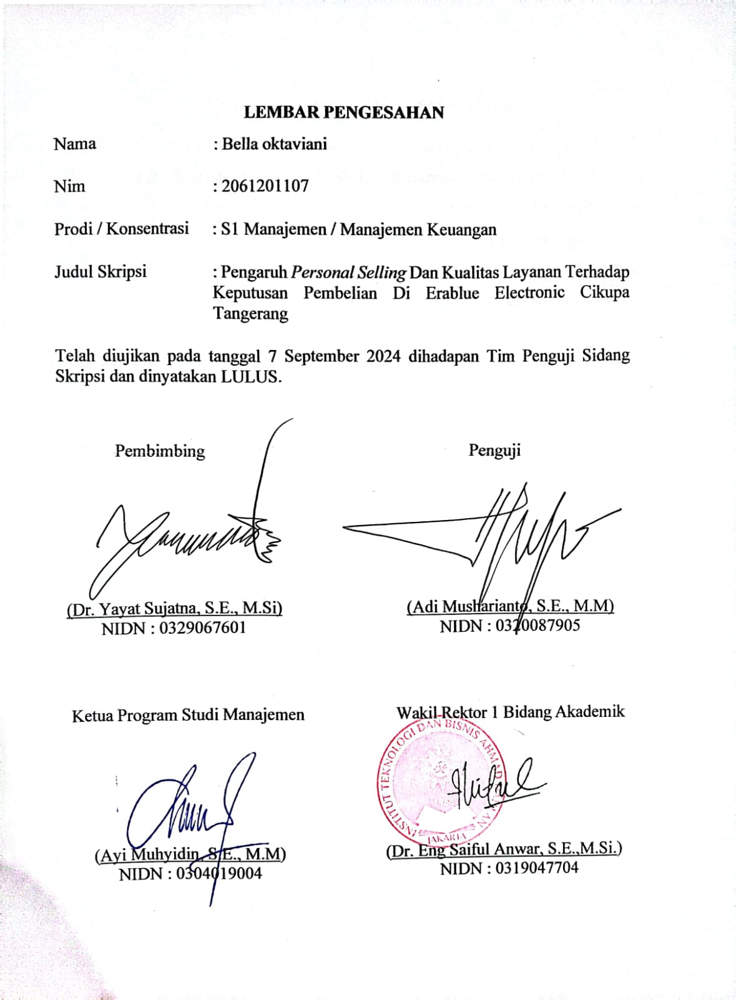 LEMBAR PENGESAHAN
Nama : Bella oktaviani
Nim : 2061201107
Prodi / Konsentrasi : S1 Manajemen / Manajemen Keuangan
Judul Skripsi : Pengaruh Personal Selling Dan Kualitas Layanan Terhadap
Keputusan Pembelian Di Erablue Electronic Cikupa
Tangerang
Telah diujikan pada tanggal 7 September 2024 dihadapan Tim Penguji Sidang
Skripsi dan dinyatakan LULUS.
Pembimbing Penguji
(Dr. Yayat Sujatna, S.E., M.Si) (Adi Musharianto, S.E., M.M)
NIDN : 0329067601 NIDN : 0320087905
Ketua Program Studi Manajemen Wakil Rektor 1 Bidang Akademik
INSTITUT TEKNOLOGI DAN BISNIS AHMAD
JAKARTA
(Ayi Muhyidin, S.E., M.M) (Dr. Eng Saiful Anwar, S.E.,M.Si.)
NIDN : 0304019004 NIDN : 0319047704